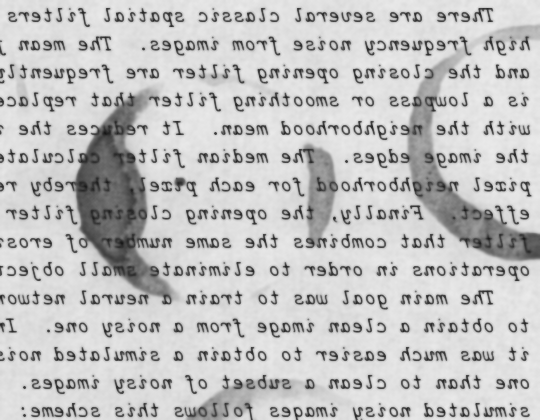 There are several classic spatial filters
high frequency noise from images. The mean
and the closing opening filter are frequently
is a lowpass or smoothing filter that replace
with the neighborhood mean. It reduces the
the image edges. The median filter calculate
pixel neighborhood for each pixel, thereby re
effect. Finally, the opening closing filter
filter that combines the same number of erosi
operations in order to eliminate small objec
The main goal was to train a neural networ
to obtain a clean image from a noisy one. In
it was much easier to obtain a simulated nois
one than to clean a subset of noisy images.
simulated noisy images follows this scheme: